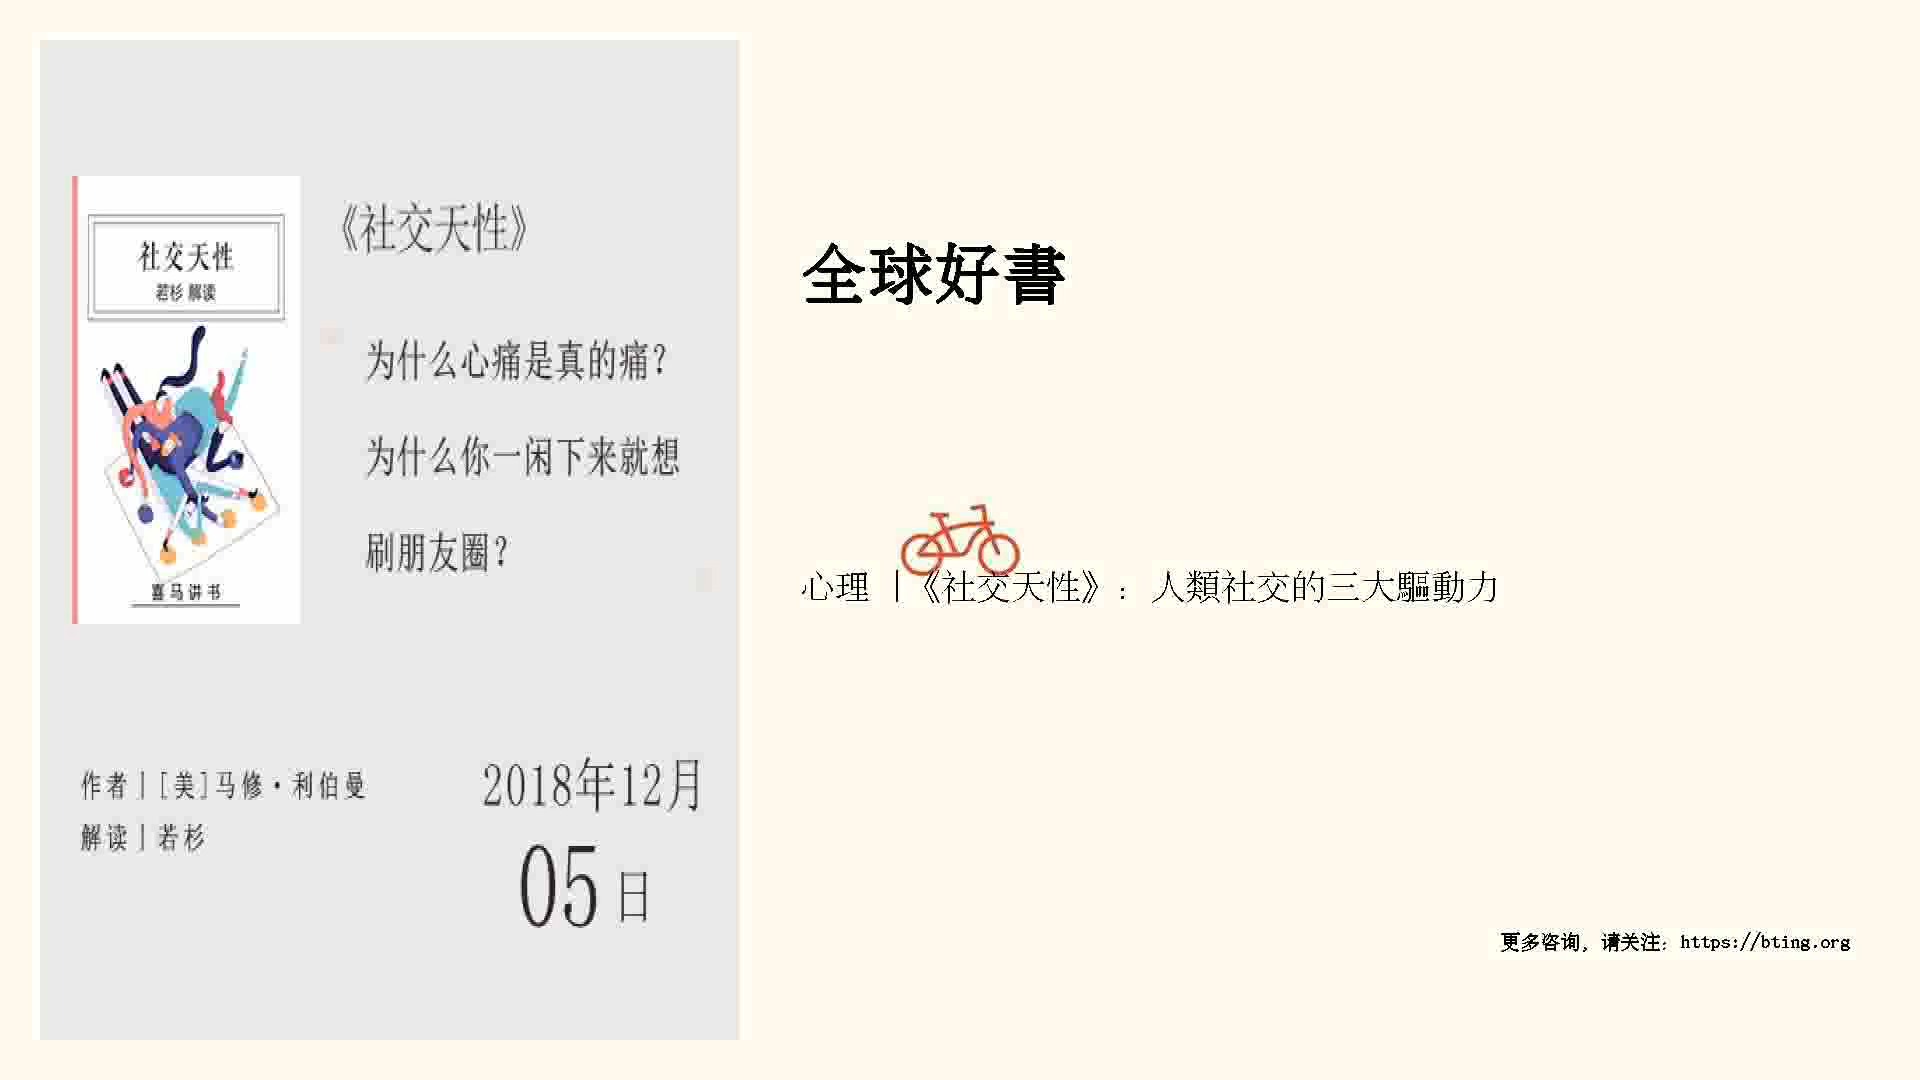 社交天性
若杉 解读
喜马讲书
《社交天性》
为什么心痛是真的痛？
为什么你一闲下来就想
刷朋友圈？
作者丨[美]马修·利伯曼
解读丨若杉
2018年12月
05日
全球好書
心理 |《社交天性》：人類社交的三大驅動力
更多咨询，请关注：https://bting.org